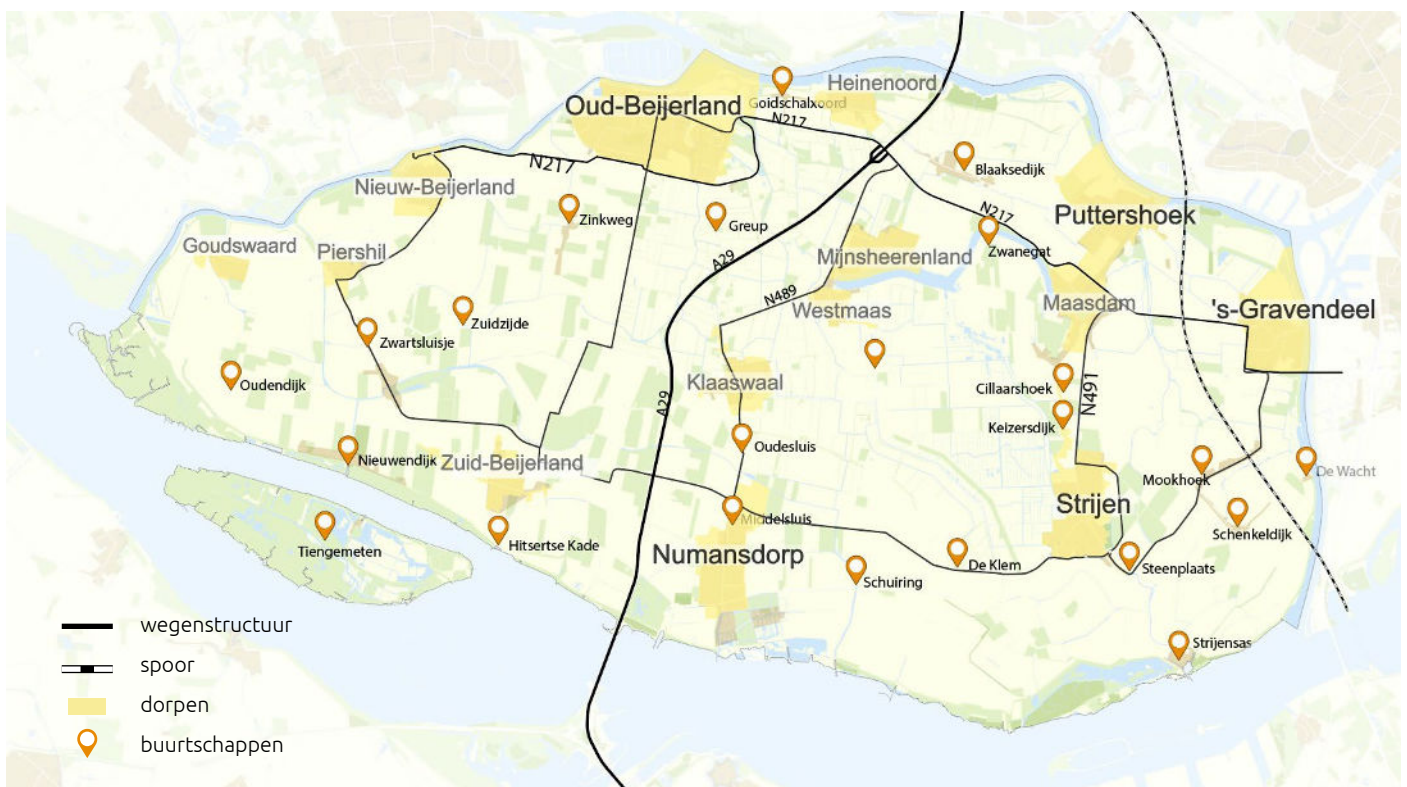 Heinenoord
Oud-Beijerland
Goidschalxoord
N217
N217
Blaaksedijk
Nieuw-Beijerland
Zinkweg
Greup
N217
Puttershoek
Goudswaard
Piershil
Zwanegat
Mijnsheerenland
A29
N489
Westmaas
Maasdam
's-Gravendeel
Zuidzijde
Zwartsluisje
Oudendijk
Klaaswaal
A29
Cillaarshoek
N491
Keizersdijk
Oudesluis
Nieuwendijk
Zuid-Beijerland
De Wacht
Mookhoek
Strijen
Middelsluis
Schenkeldijk
Tiengemeten
Hitsertse Kade
Numansdorp
De Klem
Steenplaats
Schuiring
Strijensas
wegenstructuur
spoor
dorpen
buurtschappen